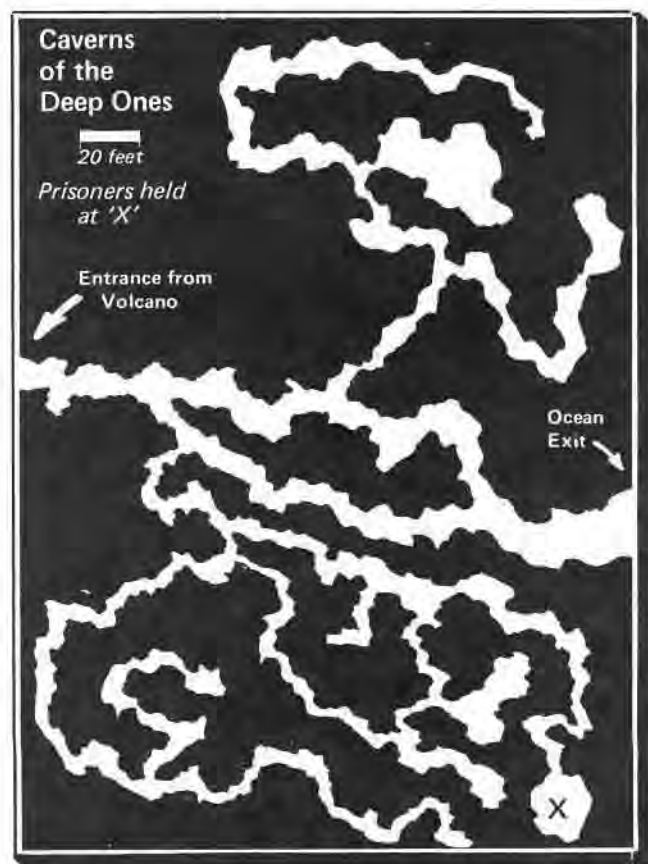 Caverns
of the
Deep Ones
20 feet
Prisoners held
at 'X'
Entrance from
Volcano
Ocean
Exit
X